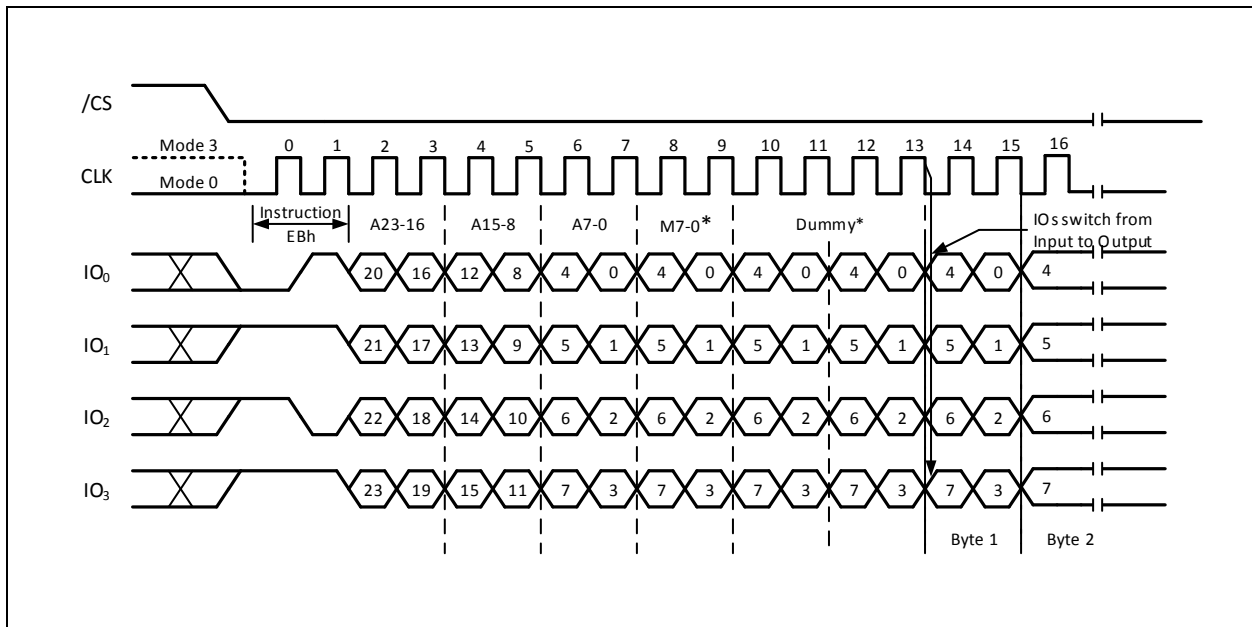 /CS
Mode 3 0 1 2 3 4 5 6 7 8 9 10 11 12 13 14 15 16
CLK
Mode 0
Instruction A23-16 A15-8 A7-0 M7-0* Dummy* IOs switch from
EBh Input to Output
IO₀ 20 16 12 8 4 0 4 0 4 0 4 0 4 0 4
IO₁ 21 17 13 9 5 1 5 1 5 1 5 1 5 1 5
IO₂ 22 18 14 10 6 2 6 2 6 2 6 2 6 2 6
IO₃ 23 19 15 11 7 3 7 3 7 3 7 3 7 3 7
Byte 1 Byte 2